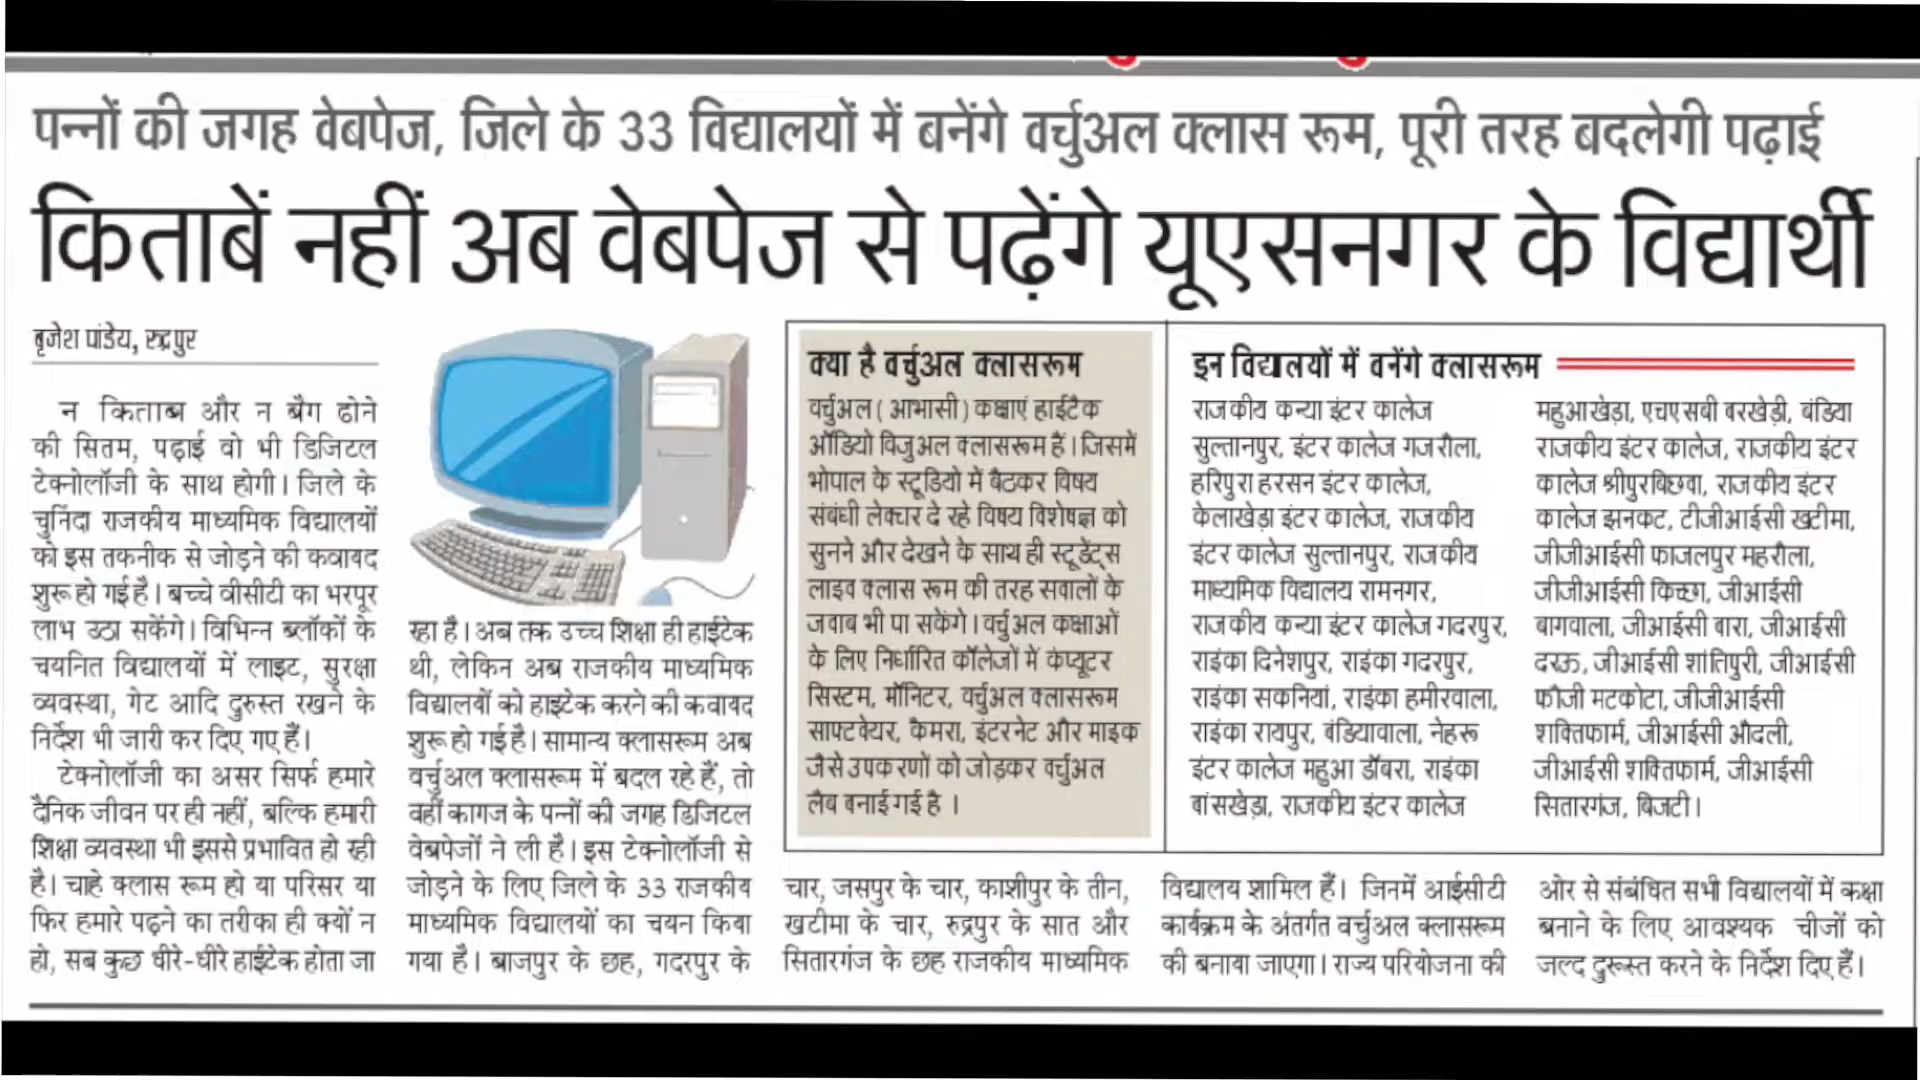 पन्नों की जगह वेबपेज, जिले के 33 विद्यालयों में बनेंगे वर्चुअल क्लास रूम, पूरी तरह बदलेगी पढ़ाई
किताबें नहीं अब वेबपेज से पढ़ेंगे यूएसनगर के विद्यार्थी
बृजेश पांडेय, रुद्रपुर
न किताब और न बैग ढोने
की सितम, पढ़ाई वो भी डिजिटल
टेक्नोलॉजी के साथ होगी। जिले के
चुनिंदा राजकीय माध्यमिक विद्यालयों
को इस तकनीक से जोड़ने की कवायद
शुरू हो गई है। बच्चे वीसीटी का भरपूर
लाभ उठा सकेंगे। विभिन्न ब्लॉकों के
चयनित विद्यालयों में लाइट, सुरक्षा
व्यवस्था, गेट आदि दुरुस्त रखने के
निर्देश भी जारी कर दिए गए हैं।
टेक्नोलॉजी का असर सिर्फ हमारे
दैनिक जीवन पर ही नहीं, बल्कि हमारी
शिक्षा व्यवस्था भी इससे प्रभावित हो रही
है। चाहे क्लास रूम हो या परिसर या
फिर हमारे पढ़ने का तरीका ही क्यों न
हो, सब कुछ धीरे-धीरे हाईटेक होता जा
रहा है। अब तक उच्च शिक्षा ही हाईटेक
थी, लेकिन अब राजकीय माध्यमिक
विद्यालयों को हाइटेक करने की कवायद
शुरू हो गई है। सामान्य क्लासरूम अब
वर्चुअल क्लासरूम में बदल रहे हैं, तो
वहीं कागज के पन्नों की जगह डिजिटल
वेबपेजों ने ली है। इस टेक्नोलॉजी से
जोड़ने के लिए जिले के 33 राजकीय
माध्यमिक विद्यालयों का चयन किया
गया है। बाजपुर के छह, गदरपुर के
चार, जसपुर के चार, काशीपुर के तीन,
खटीमा के चार, रुद्रपुर के सात और
सितारगंज के छह राजकीय माध्यमिक
विद्यालय शामिल हैं। जिनमें आईसीटी
कार्यक्रम के अंतर्गत वर्चुअल क्लासरूम
की बनाया जाएगा। राज्य परियोजना की
ओर से संबंधित सभी विद्यालयों में कक्षा
बनाने के लिए आवश्यक चीजों को
जल्द दुरूस्त करने के निर्देश दिए हैं।
क्या है वर्चुअल क्लासरूम
वर्चुअल ( आभासी ) कक्षाएं हाईटैक
ऑडियो विजुअल क्लासरूम हैं। जिसमें
भोपाल के स्टूडियो में बैठकर विषय
संबंधी लेक्चर दे रहे विषय विशेषज्ञ को
सुनने और देखने के साथ ही स्टूडेंट्स
लाइव क्लास रूम की तरह सवालों के
जवाब भी पा सकेंगे। वर्चुअल कक्षाओं
के लिए निर्धारित कॉलेजों में कंप्यूटर
सिस्टम, मॉनिटर, वर्चुअल क्लासरूम
साफ्टवेयर, कैमरा, इंटरनेट और माइक
जैसे उपकरणों को जोड़कर वर्चुअल
लैब बनाई गई है ।
इन विद्यालयों में बनेंगे क्लासरूम
राजकीय कन्या इंटर कालेज
सुल्तानपुर, इंटर कालेज गजरौला,
हरिपुरा हरसन इंटर कालेज,
केलाखेड़ा इंटर कालेज, राजकीय
इंटर कालेज सुल्तानपुर, राजकीय
माध्यमिक विद्यालय रामनगर,
राजकीय कन्या इंटर कालेज गदरपुर,
राइंका दिनेशपुर, राइंका गदरपुर,
राइंका सकनियां, राइंका हमीरवाला,
राइंका रायपुर, बंडियावाला, नेहरू
इंटर कालेज महुआ डॉबरा, राइंका
बांसखेड़ा, राजकीय इंटर कालेज
महुआखेड़ा, एचएसबी बरखेड़ी, बंडिया
राजकीय इंटर कालेज, राजकीय इंटर
कालेज श्रीपुरबिछवा, राजकीय इंटर
कालेज झनकट, टीजीआईसी खटीमा,
जीजीआईसी फाजलपुर महरौला,
जीजीआईसी किच्छा, जीआईसी
बागवाला, जीआईसी बारा, जीआईसी
दरऊ, जीआईसी शांतिपुरी, जीआईसी
फौजी मटकोटा, जीजीआईसी
शक्तिफार्म, जीआईसी औदली,
जीआईसी शक्तिफार्म, जीआईसी
सितारगंज, बिजटी।